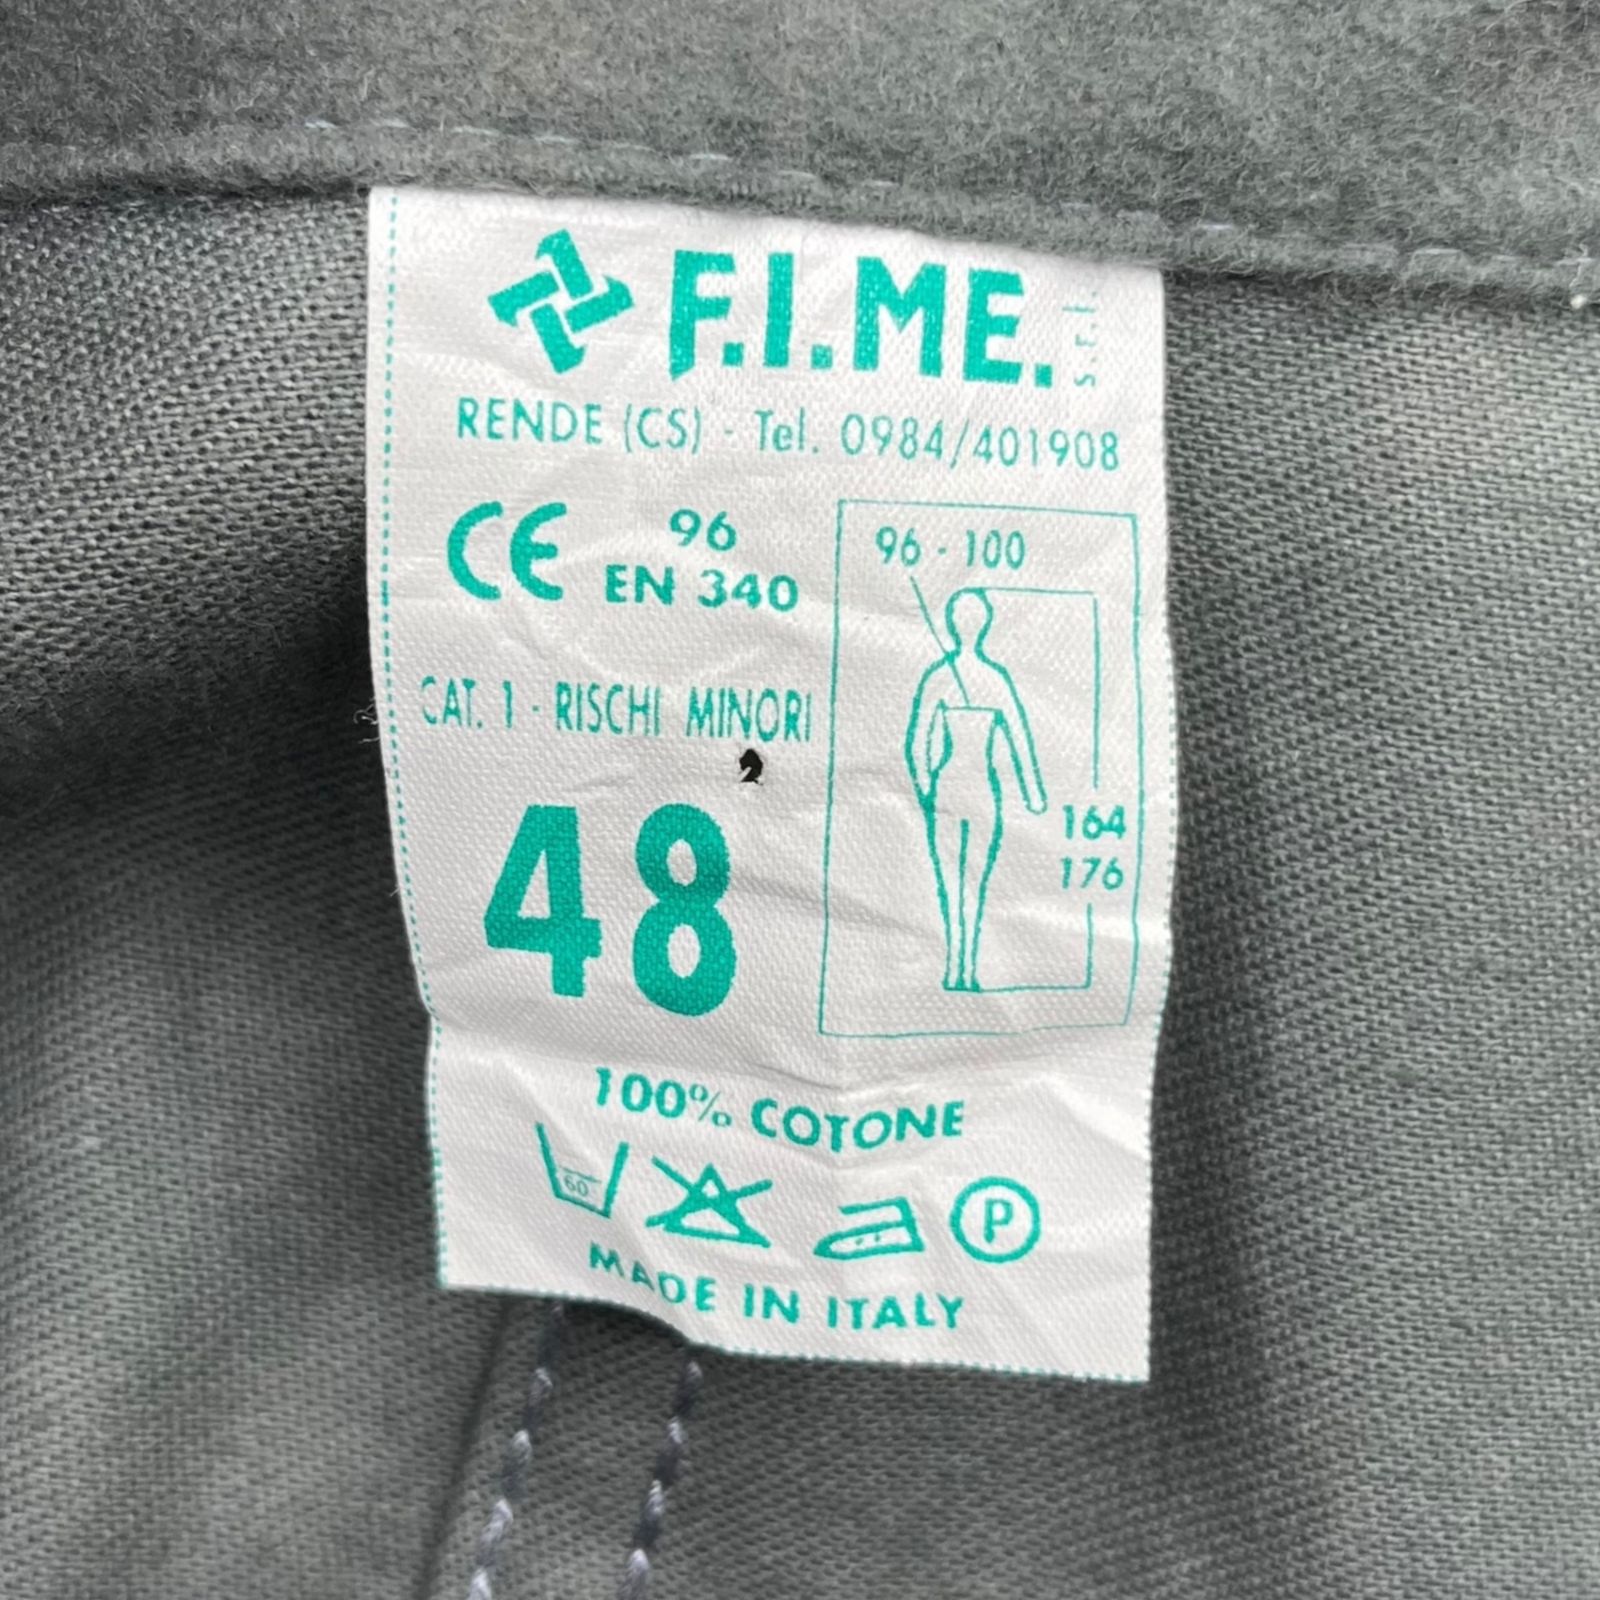 F.I.ME. s.r.l.
RENDE (CS) - Tel. 0984/401908
CE 96
EN 340
96 - 100
CAT. 1 - RISCHI MINORI
48
164
176
100% COTONE
60
P
MADE IN ITALY